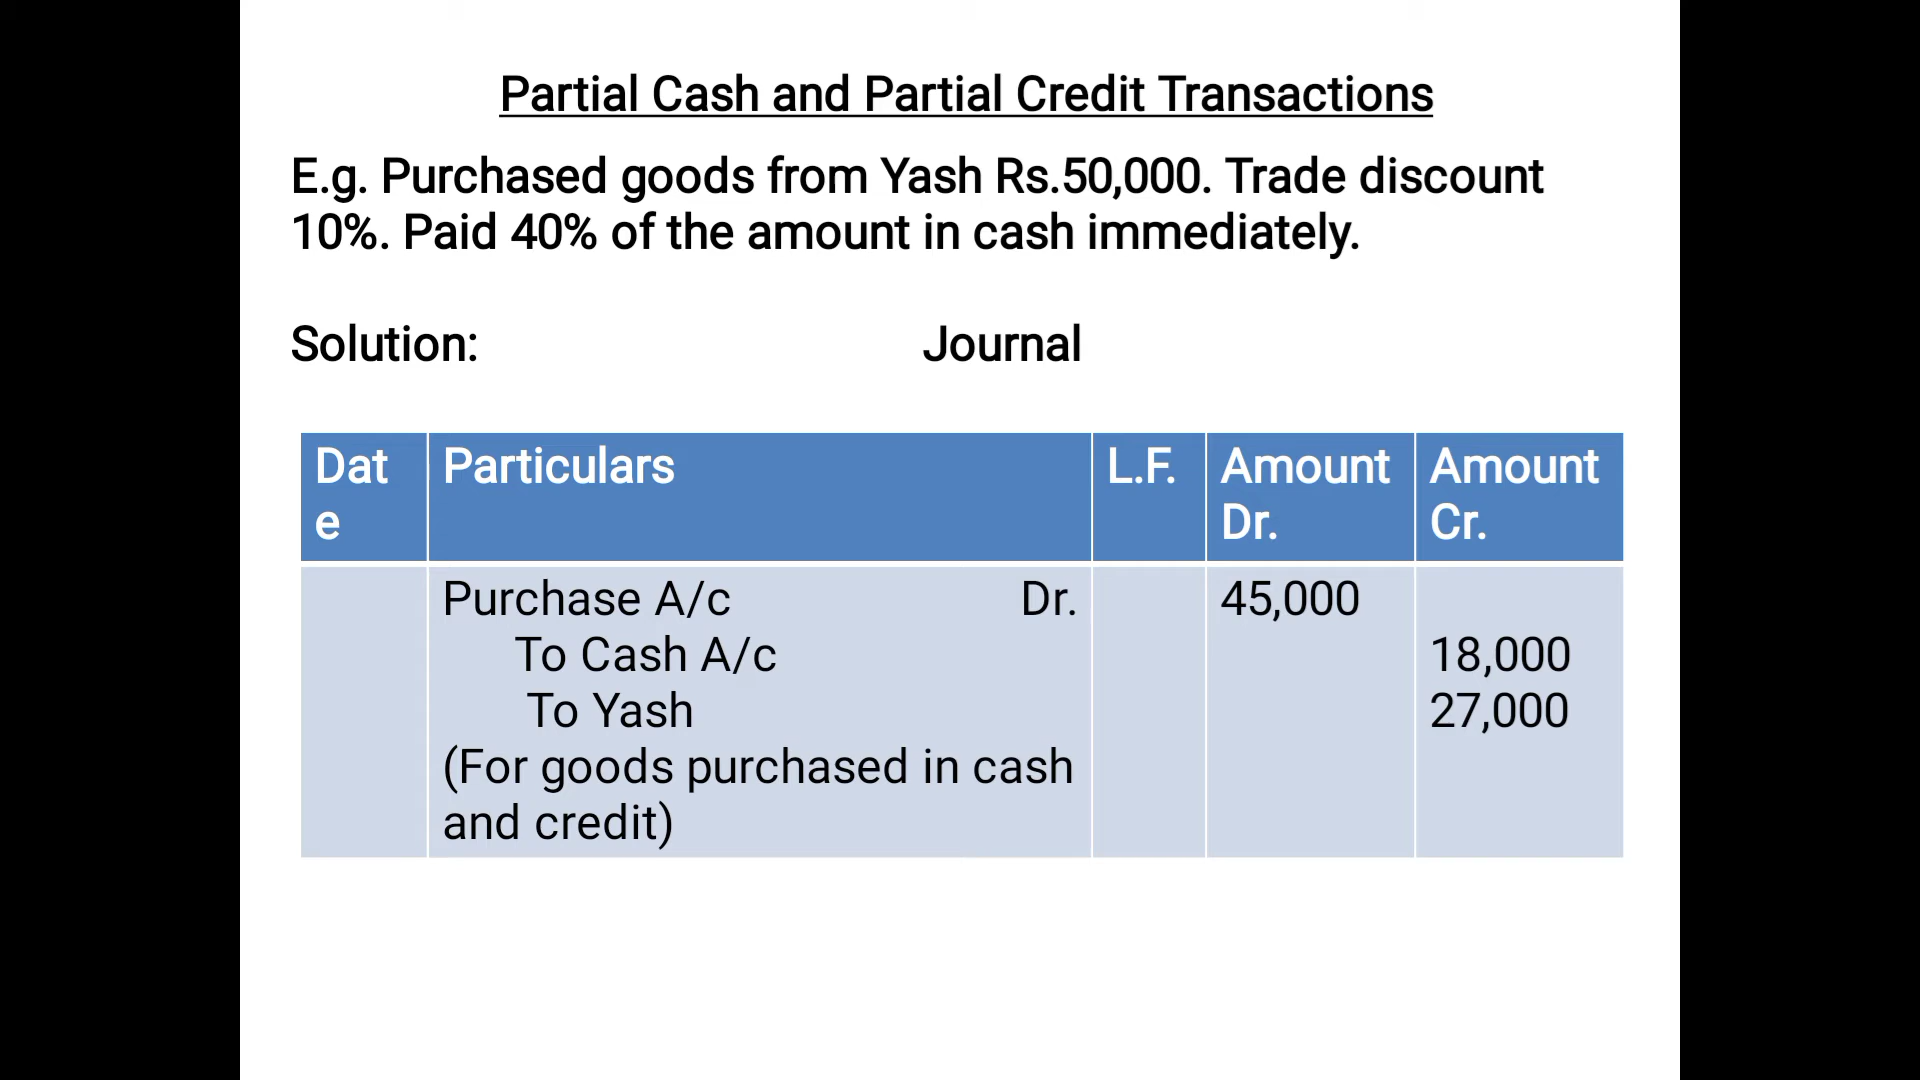 Partial Cash and Partial Credit Transactions
E.g. Purchased goods from Yash Rs.50,000. Trade discount
10%. Paid 40% of the amount in cash immediately.
Solution: Journal
Dat
e
Particulars
L.F.
Amount
Dr.
Amount
Cr.
Purchase A/c Dr. 45,000
To Cash A/c 18,000
To Yash 27,000
(For goods purchased in cash
and credit)